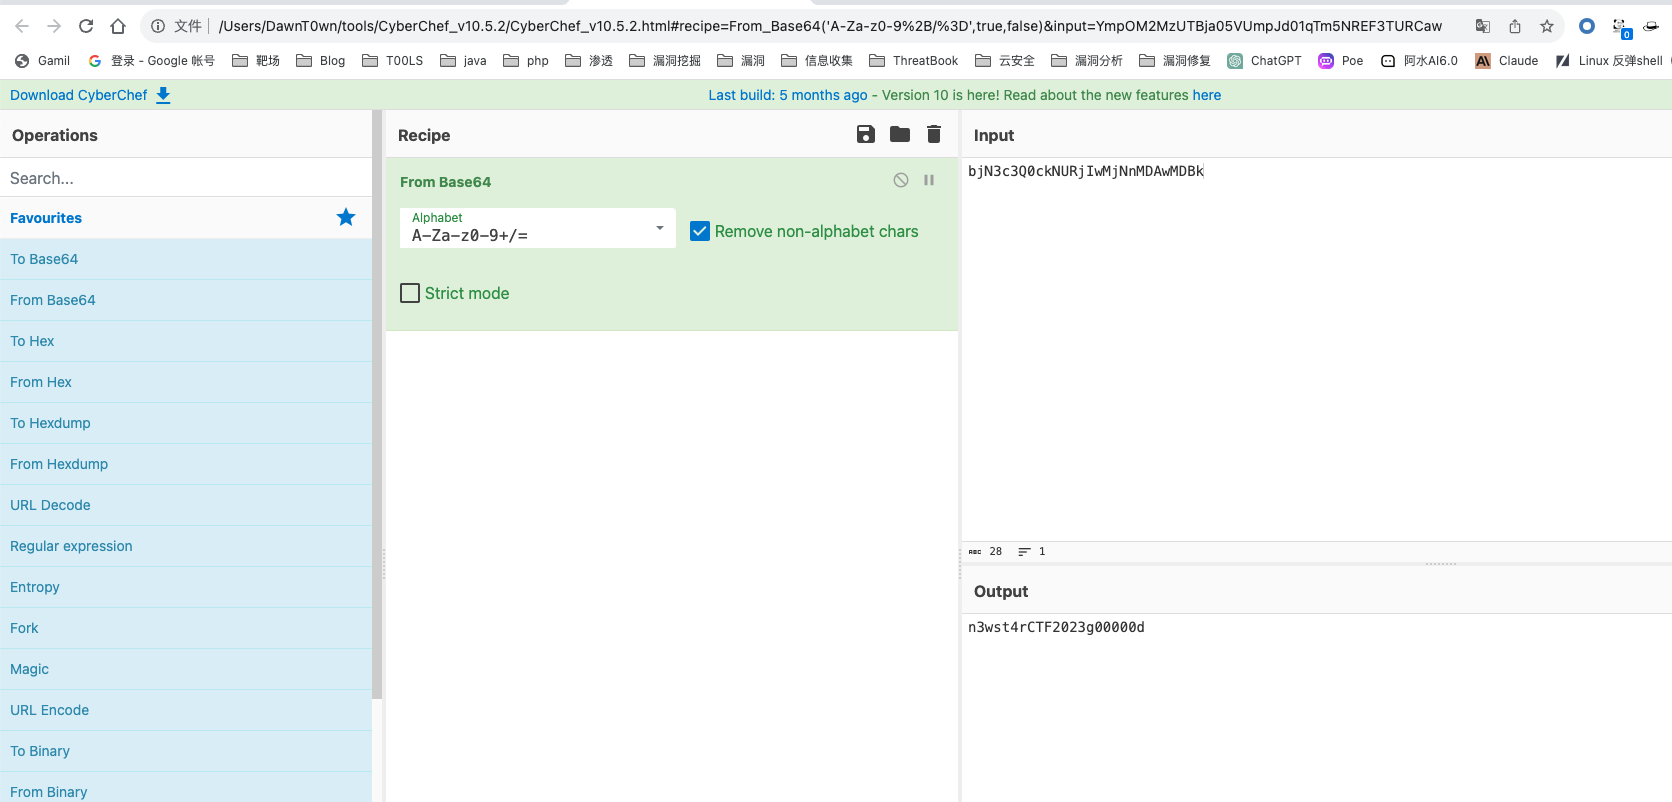 文件 /Users/DawnT0wn/tools/CyberChef_v10.5.2/CyberChef_v10.5.2.html#recipe=From_Base64('A-Za-z0-9%2B/%3D',true,false)&input=YmpOM2MzUTBja05VUmpJd01qTm5NREF3TURCaw
0
Gamil 登录 - Google 帐号 靶场 Blog T00LS java php 渗透 漏洞挖掘 漏洞 信息收集 ThreatBook 云安全 漏洞分析 漏洞修复 ChatGPT Poe 阿水AI6.0 Claude Linux 反弹shell
Download CyberChef
Last build: 5 months ago - Version 10 is here! Read about the new features here
Operations
Search...
Favourites
To Base64
From Base64
To Hex
From Hex
To Hexdump
From Hexdump
URL Decode
Regular expression
Entropy
Fork
Magic
URL Encode
To Binary
From Binary
Recipe
From Base64
Alphabet
A-Za-z0-9+/=
Remove non-alphabet chars
Strict mode
Input
bjN3c3Q0ckNURjIwMjNnMDAwMDBk
ABC 28 1
Output
n3wst4rCTF2023g00000d